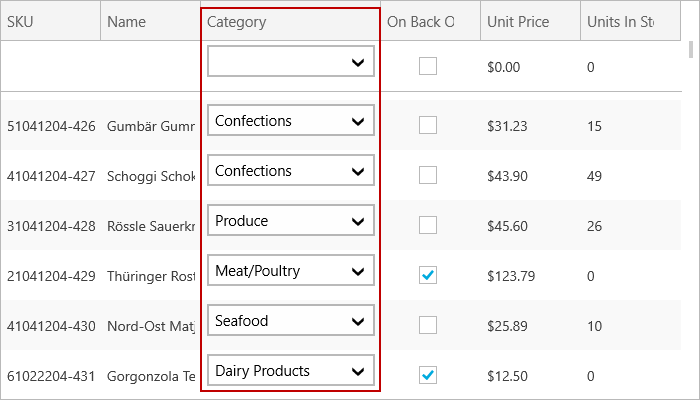 SKU Name Category On Back O Unit Price Units In St
$0.00 0
51041204-426 Gumbär Gumm Confections $31.23 15
41041204-427 Schoggi Schok Confections $43.90 49
31041204-428 Rössle Sauerkr Produce $45.60 26
21041204-429 Thüringer Rost Meat/Poultry $123.79 0
41041204-430 Nord-Ost Matj Seafood $25.89 10
61022204-431 Gorgonzola Te Dairy Products $12.50 0